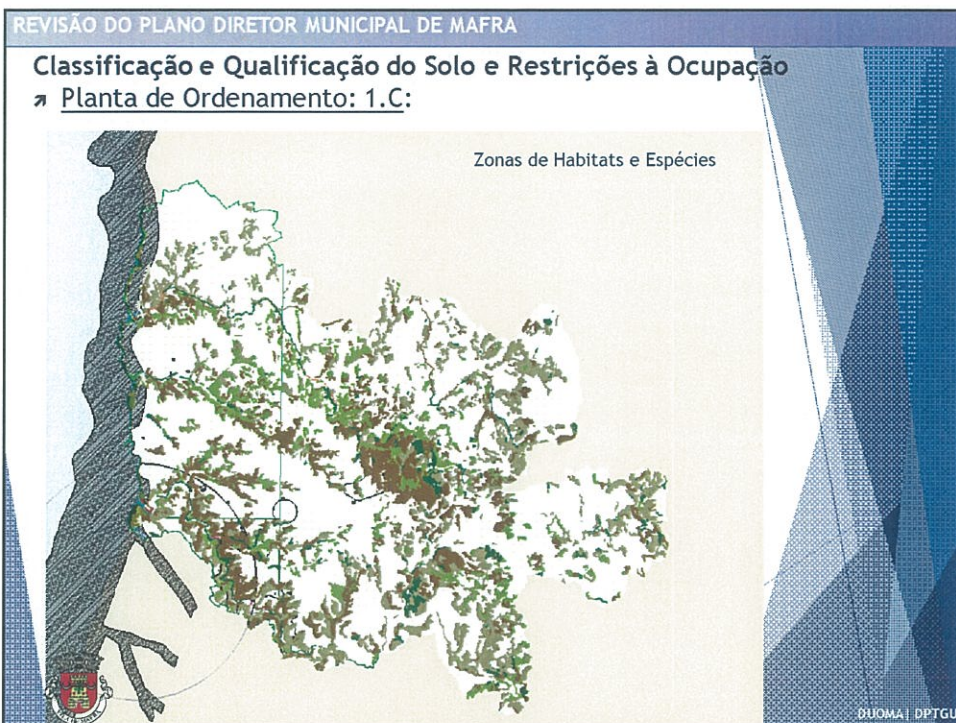 REVISÃO DO PLANO DIRETOR MUNICIPAL DE MAFRA
Classificação e Qualificação do Solo e Restrições à Ocupação
Planta de Ordenamento: 1.C:
Zonas de Habitats e Espécies
DUOMA| DPTGU